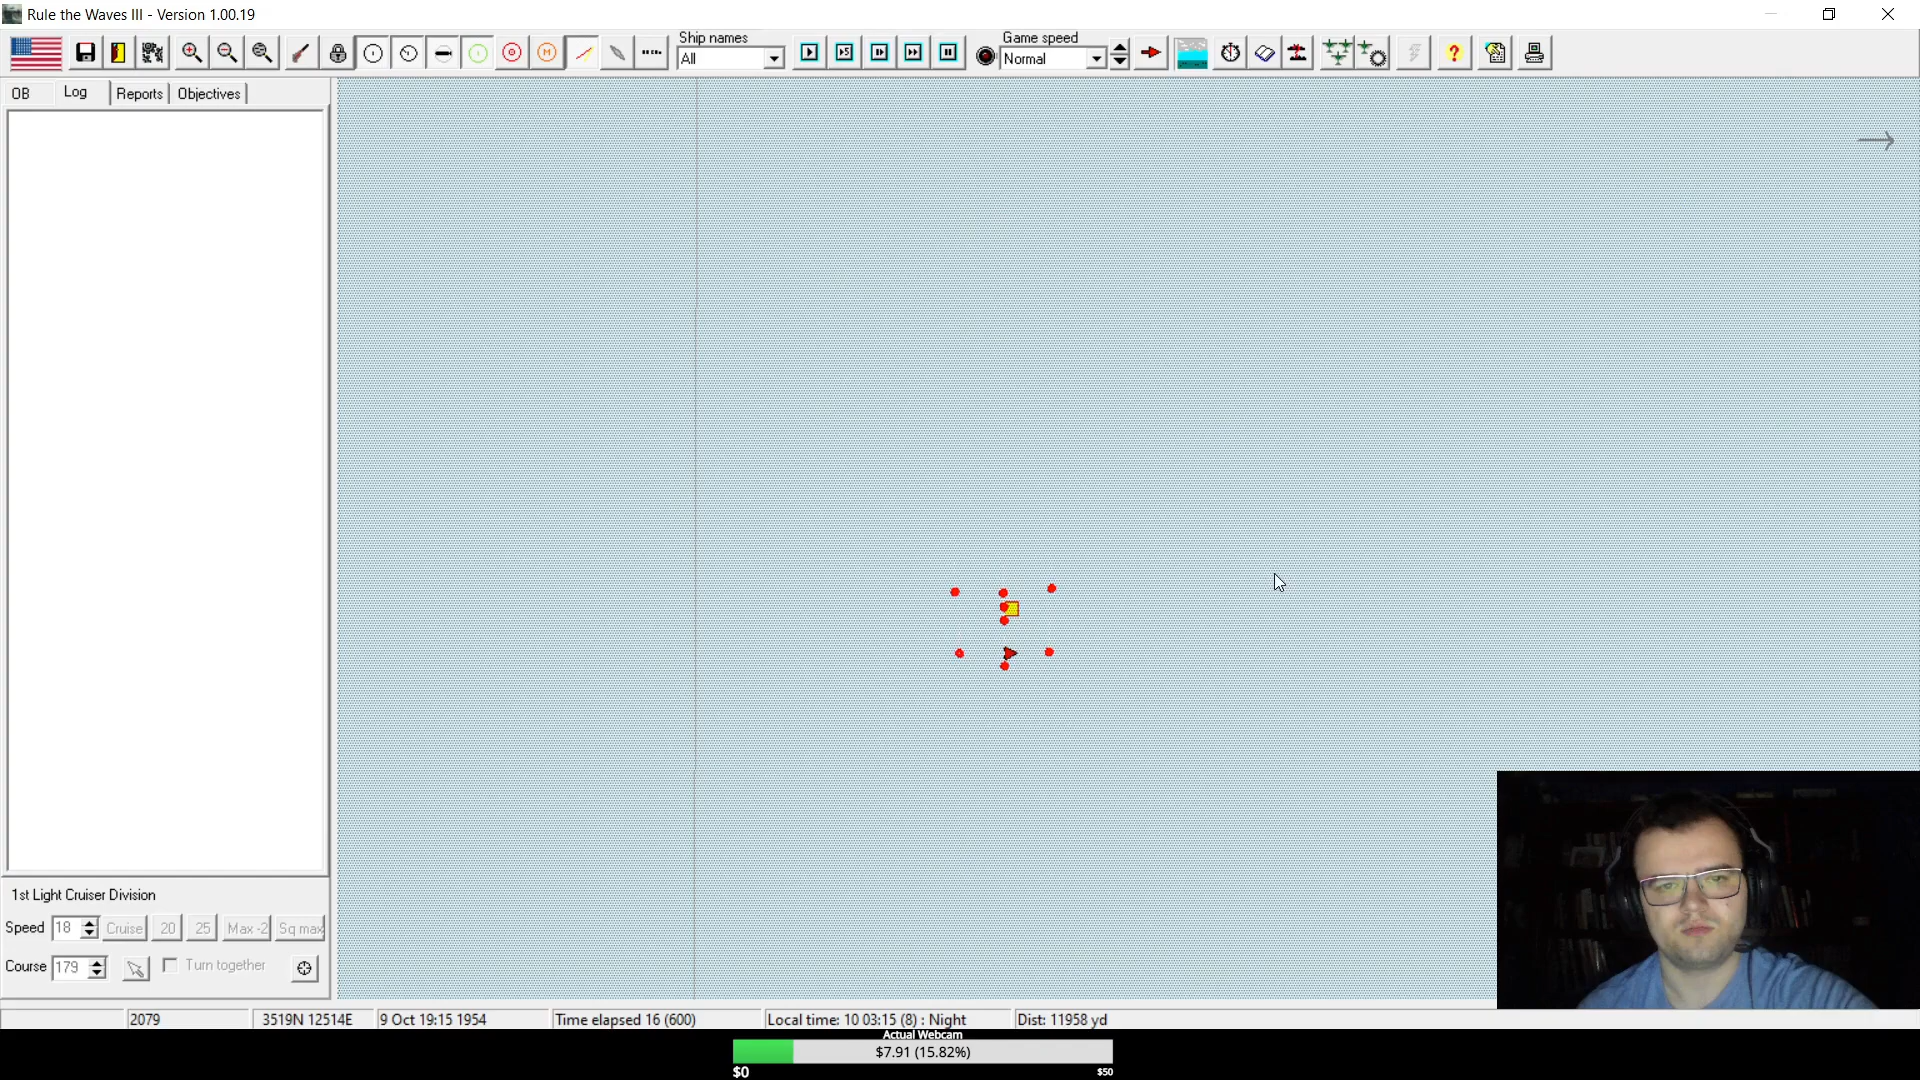 Rule the Waves III - Version 1.00.19
Ship names
All
Game speed
Normal
OB
Log
Reports
Objectives
1st Light Cruiser Division
Speed 18 Cruise 20 25 Max -2 Sq max
Course 179 Turn together
2079
3519N 12514E
9 Oct 19:15 1954
Time elapsed 16 (600)
Local time: 10 03:15 (8) : Night
Dist: 11958 yd
Actual Webcam
$7.91 (15.82%)
$0
$50